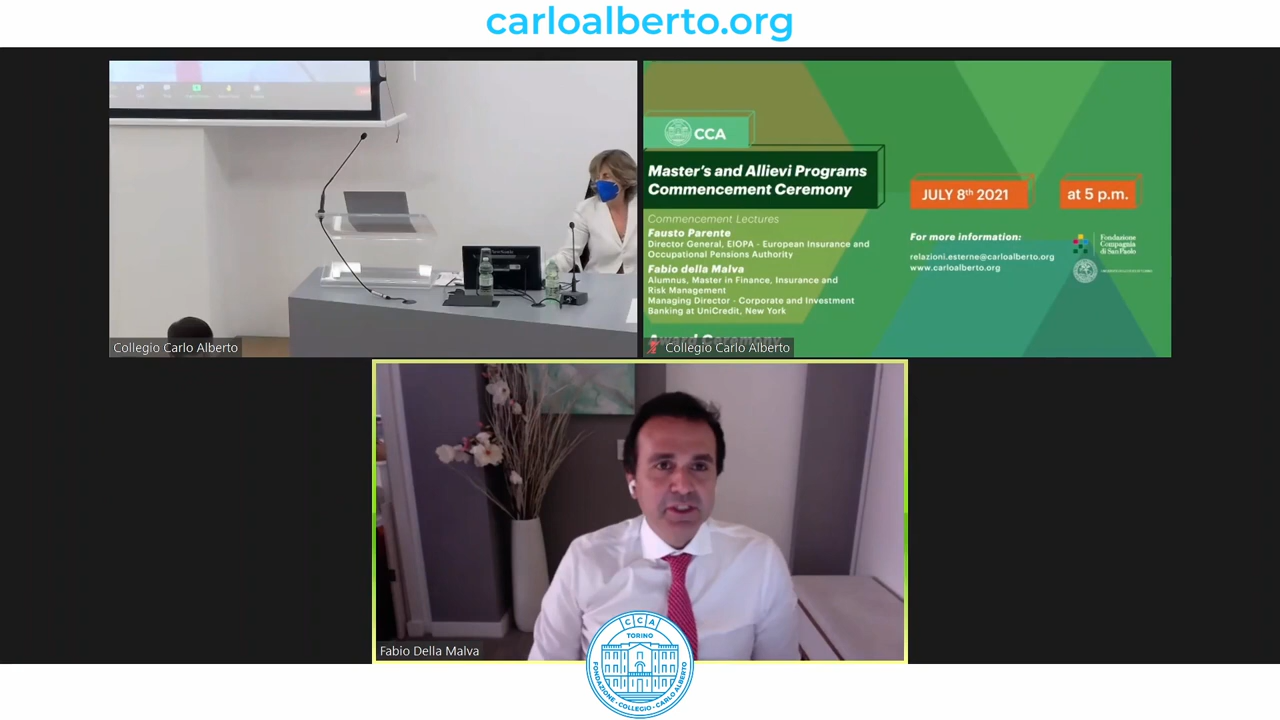 carloalberto.org
CCA
Master's and Allievi Programs
Commencement Ceremony
JULY 8th 2021
at 5 p.m.
Commencement Lectures
Fausto Parente
Director General, EIOPA - European Insurance and
Occupational Pensions Authority
Fabio della Malva
Alumnus, Master in Finance, Insurance and
Risk Management
Managing Director - Corporate and Investment
Banking at UniCredit, New York
Award Ceremony
For more information:
relazioni.esterne@carloalberto.org
www.carloalberto.org
Fondazione
Compagnia
di San Paolo
Collegio Carlo Alberto
Collegio Carlo Alberto
Fabio Della Malva
CCA
TORINO
FONDAZIONE • COLLEGIO • CARLO ALBERTO